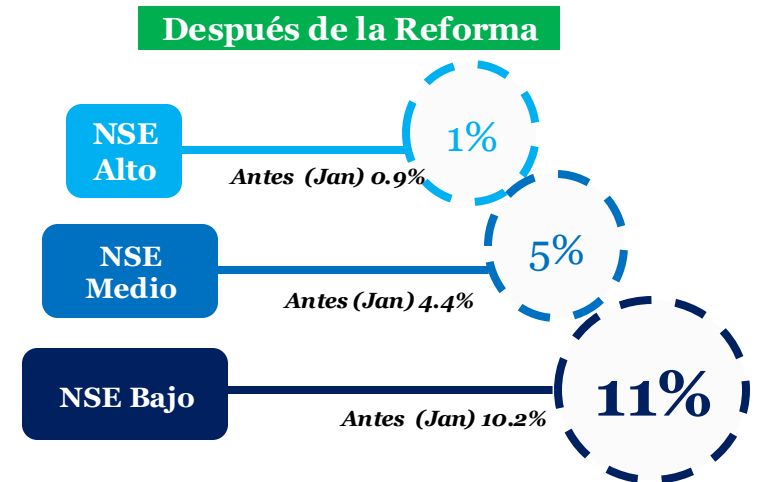 Después de la Reforma
NSE
Alto
1%
Antes (Jan) 0.9%
NSE
Medio
5%
Antes (Jan) 4.4%
NSE Bajo
11%
Antes (Jan) 10.2%